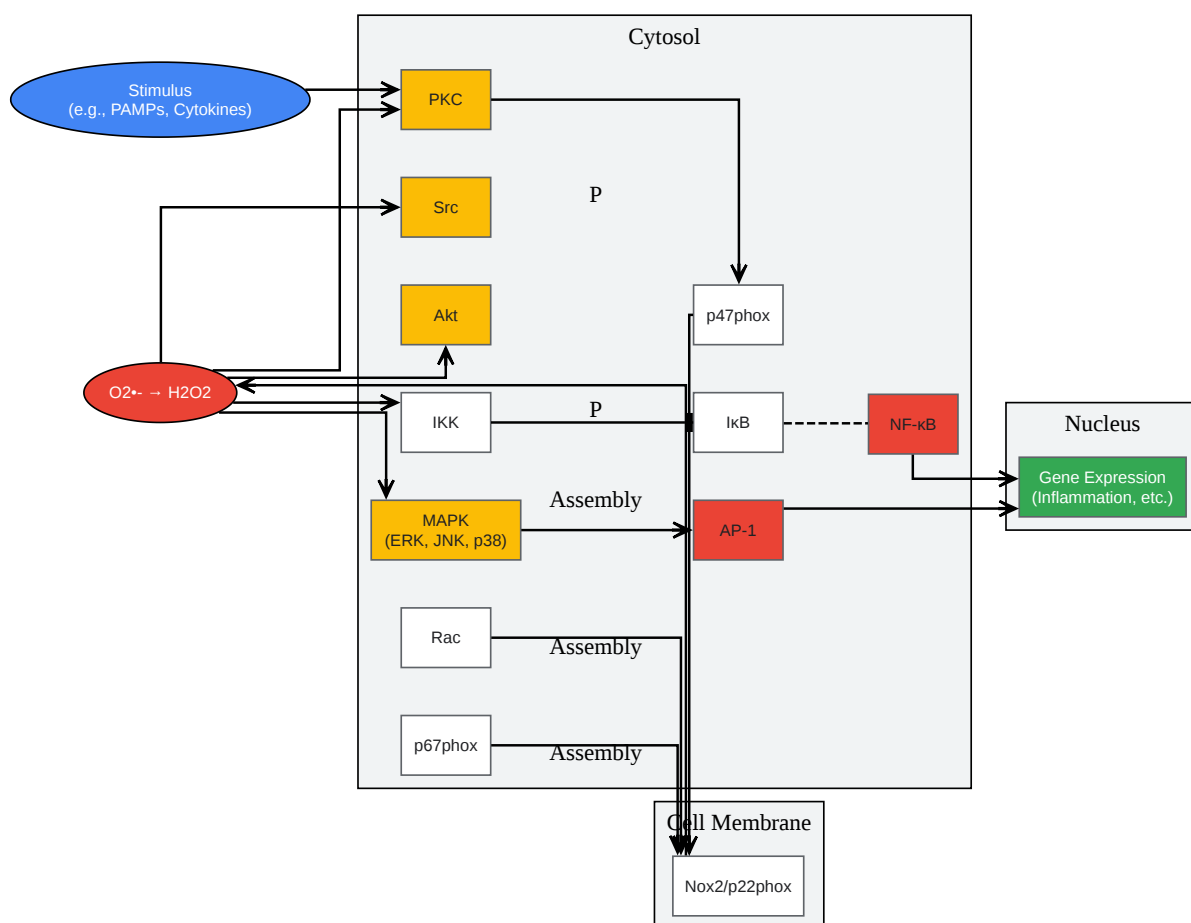 Cytosol
Stimulus
(e.g., PAMPs, Cytokines)
PKC
Src
P
Akt
p47phox
O2•- → H2O2
IKK
P
IκB
NF-κB
Nucleus
Gene Expression
(Inflammation, etc.)
MAPK
(ERK, JNK, p38)
Assembly
AP-1
Rac
Assembly
p67phox
Assembly
Cell Membrane
Nox2/p22phox